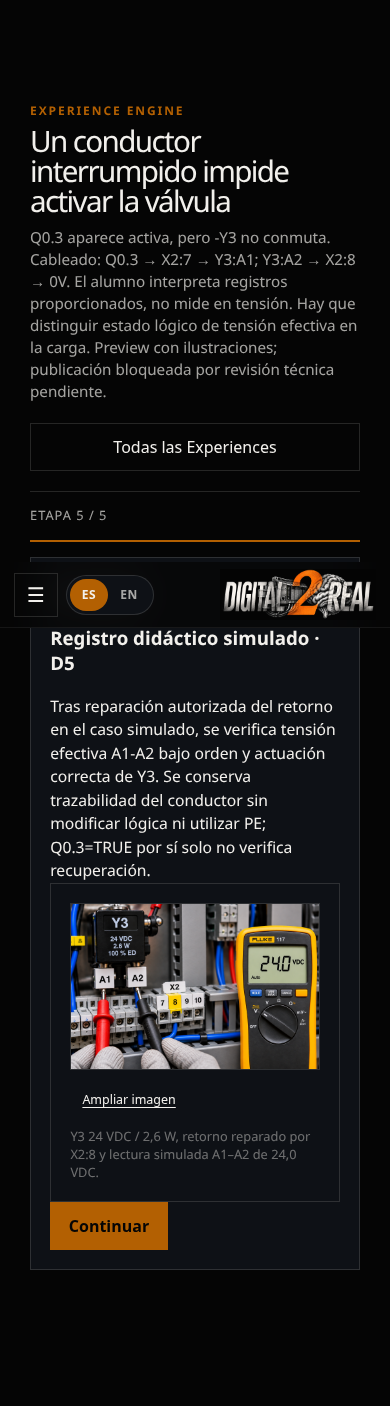 EXPERIENCE ENGINE
Un conductor
interrumpido impide
activar la válvula
Q0.3 aparece activa, pero -Y3 no conmuta.
Cableado: Q0.3 → X2:7 → Y3:A1; Y3:A2 → X2:8
→ 0V. El alumno interpreta registros
proporcionados, no mide en tensión. Hay que
distinguir estado lógico de tensión efectiva en
la carga. Preview con ilustraciones;
publicación bloqueada por revisión técnica
pendiente.
Todas las Experiences
ETAPA 5 / 5
☰ ES EN DIGITAL 2 REAL
Registro didáctico simulado ·
D5
Tras reparación autorizada del retorno
en el caso simulado, se verifica tensión
efectiva A1-A2 bajo orden y actuación
correcta de Y3. Se conserva
trazabilidad del conductor sin
modificar lógica ni utilizar PE;
Q0.3=TRUE por sí solo no verifica
recuperación.
Y3
24 VDC
2.6 W
100 % ED
A1 A2
X2
7 8 9 10
FLUKE 117
24.0 VDC
Auto
OFF
Ampliar imagen
Y3 24 VDC / 2,6 W, retorno reparado por
X2:8 y lectura simulada A1–A2 de 24,0
VDC.
Continuar